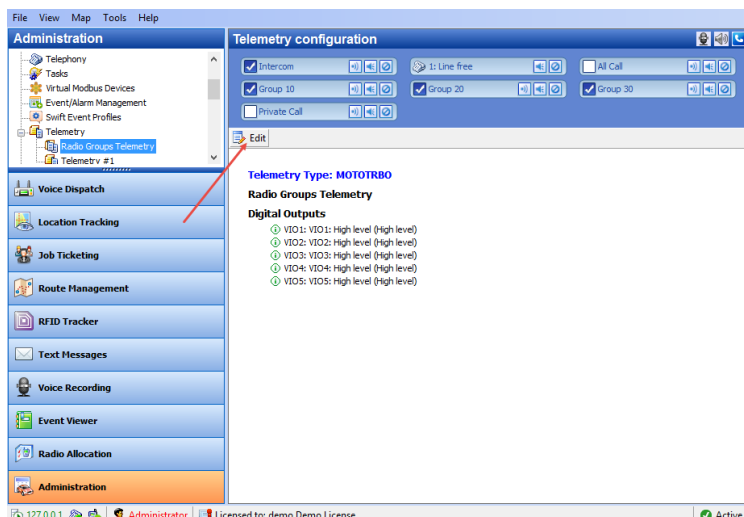 File View Map Tools Help
Administration
Telemetry configuration
Telephony
Tasks
Virtual Modbus Devices
Event/Alarm Management
Swift Event Profiles
Telemetry
Radio Groups Telemetry
Telemetry #1
Intercom
1: Line free
All Call
Group 10
Group 20
Group 30
Private Call
Edit
Telemetry Type: MOTOTRBO
Radio Groups Telemetry
Digital Outputs
VIO1: VIO1: High level (High level)
VIO2: VIO2: High level (High level)
VIO3: VIO3: High level (High level)
VIO4: VIO4: High level (High level)
VIO5: VIO5: High level (High level)
Voice Dispatch
Location Tracking
Job Ticketing
Route Management
RFID Tracker
Text Messages
Voice Recording
Event Viewer
Radio Allocation
Administration
127.0.0.1 Administrator Licensed to: demo Demo License Active